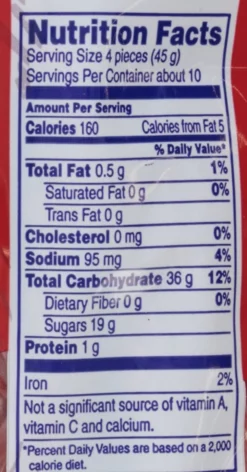 Nutrition Facts
Serving Size 4 pieces (45 g)
Servings Per Container about 10
Amount Per Serving
Calories 160 Calories from Fat 5
% Daily Value*
Total Fat 0.5 g 1%
Saturated Fat 0 g 0%
Trans Fat 0 g
Cholesterol 0 mg 0%
Sodium 95 mg 4%
Total Carbohydrate 36 g 12%
Dietary Fiber 0 g 0%
Sugars 19 g
Protein 1 g
Iron 2%
Not a significant source of vitamin A,
vitamin C and calcium.
*Percent Daily Values are based on a 2,000
calorie diet.